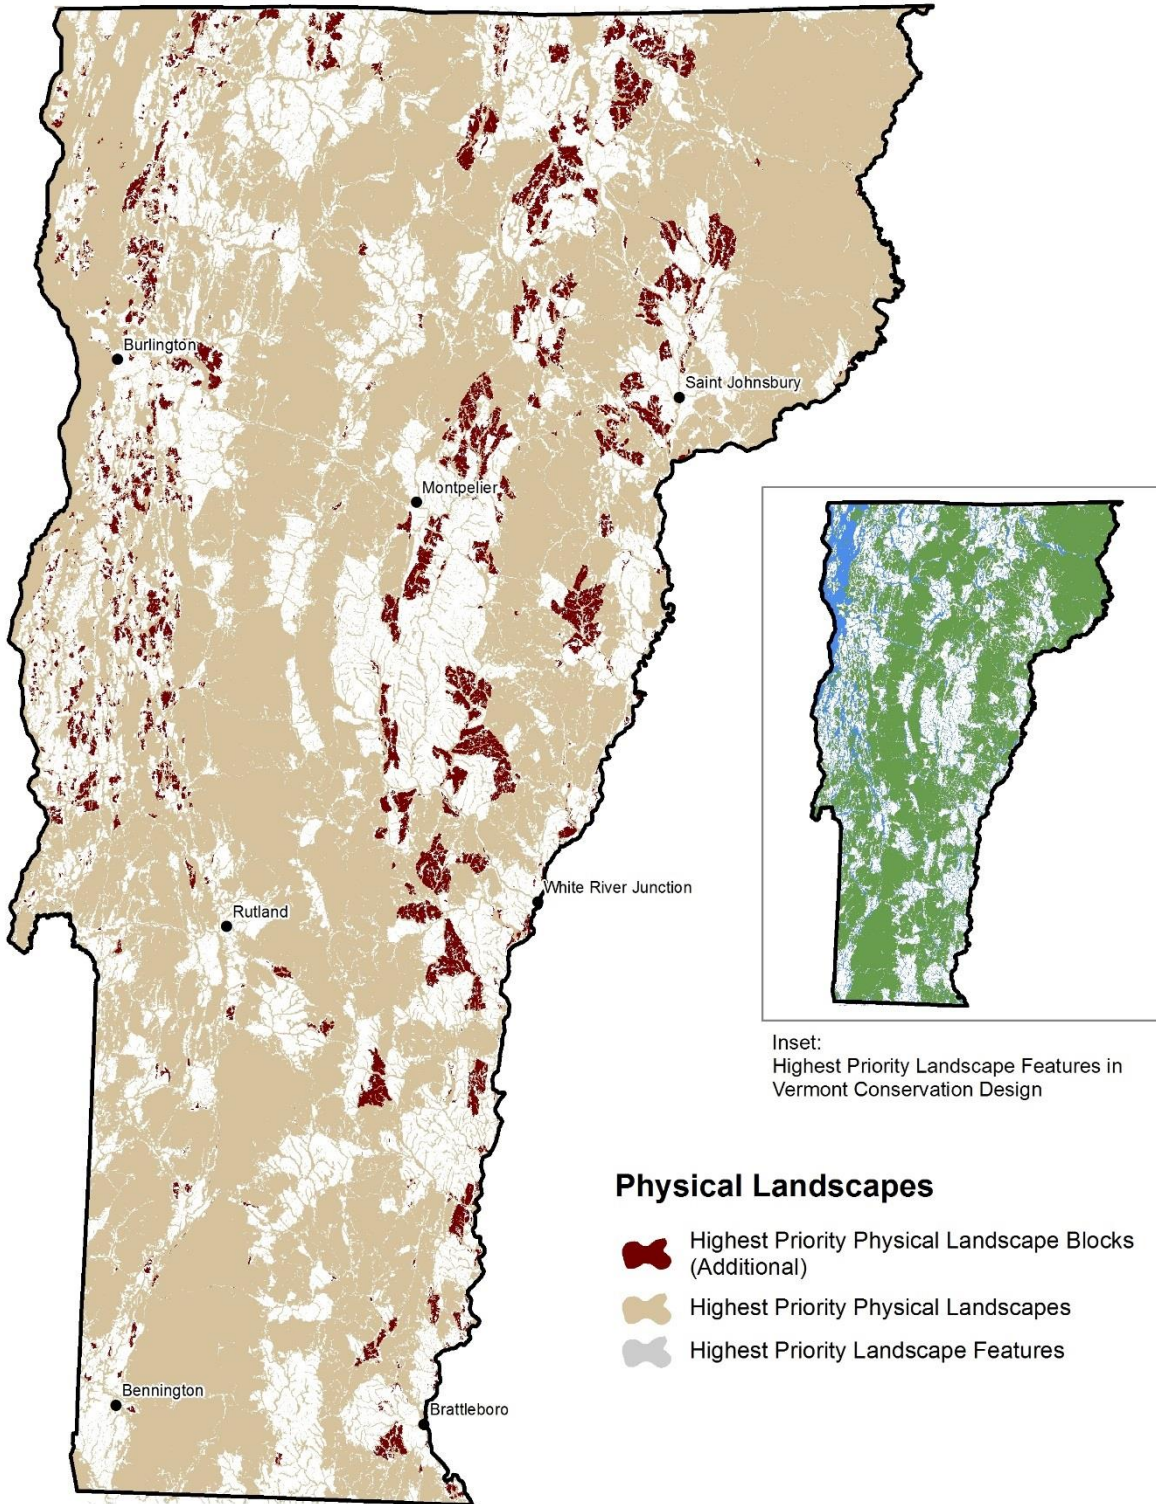 Burlington
Saint Johnsbury
Montpelier
White River Junction
Rutland
Inset:
Highest Priority Landscape Features in
Vermont Conservation Design
Physical Landscapes
Highest Priority Physical Landscape Blocks
(Additional)
Highest Priority Physical Landscapes
Highest Priority Landscape Features
Bennington
Brattleboro